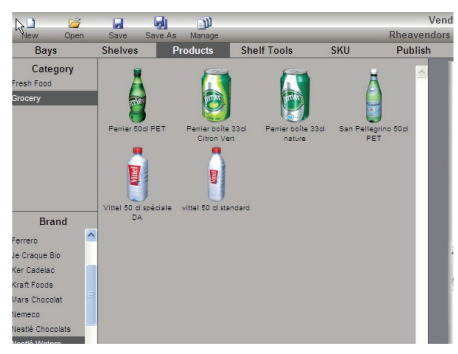 Vend
New Open Save Save As Manage
Rheavendors
Bays Shelves Products Shelf Tools SKU Publish
Category
Fresh Food
Grocery
Perrier 50cl PET
Perrier boîte 33cl
Citron Vert
Perrier boîte 33cl
nature
San Pellegrino 50cl
PET
Vittel 50 cl spéciale
DA
vittel 50 cl standard
Brand
Ferrero
Je Craque Bio
Ker Cadelac
Kraft Foods
Mars Chocolat
Nemeco
Nestlé Chocolats
Nestlé Waters